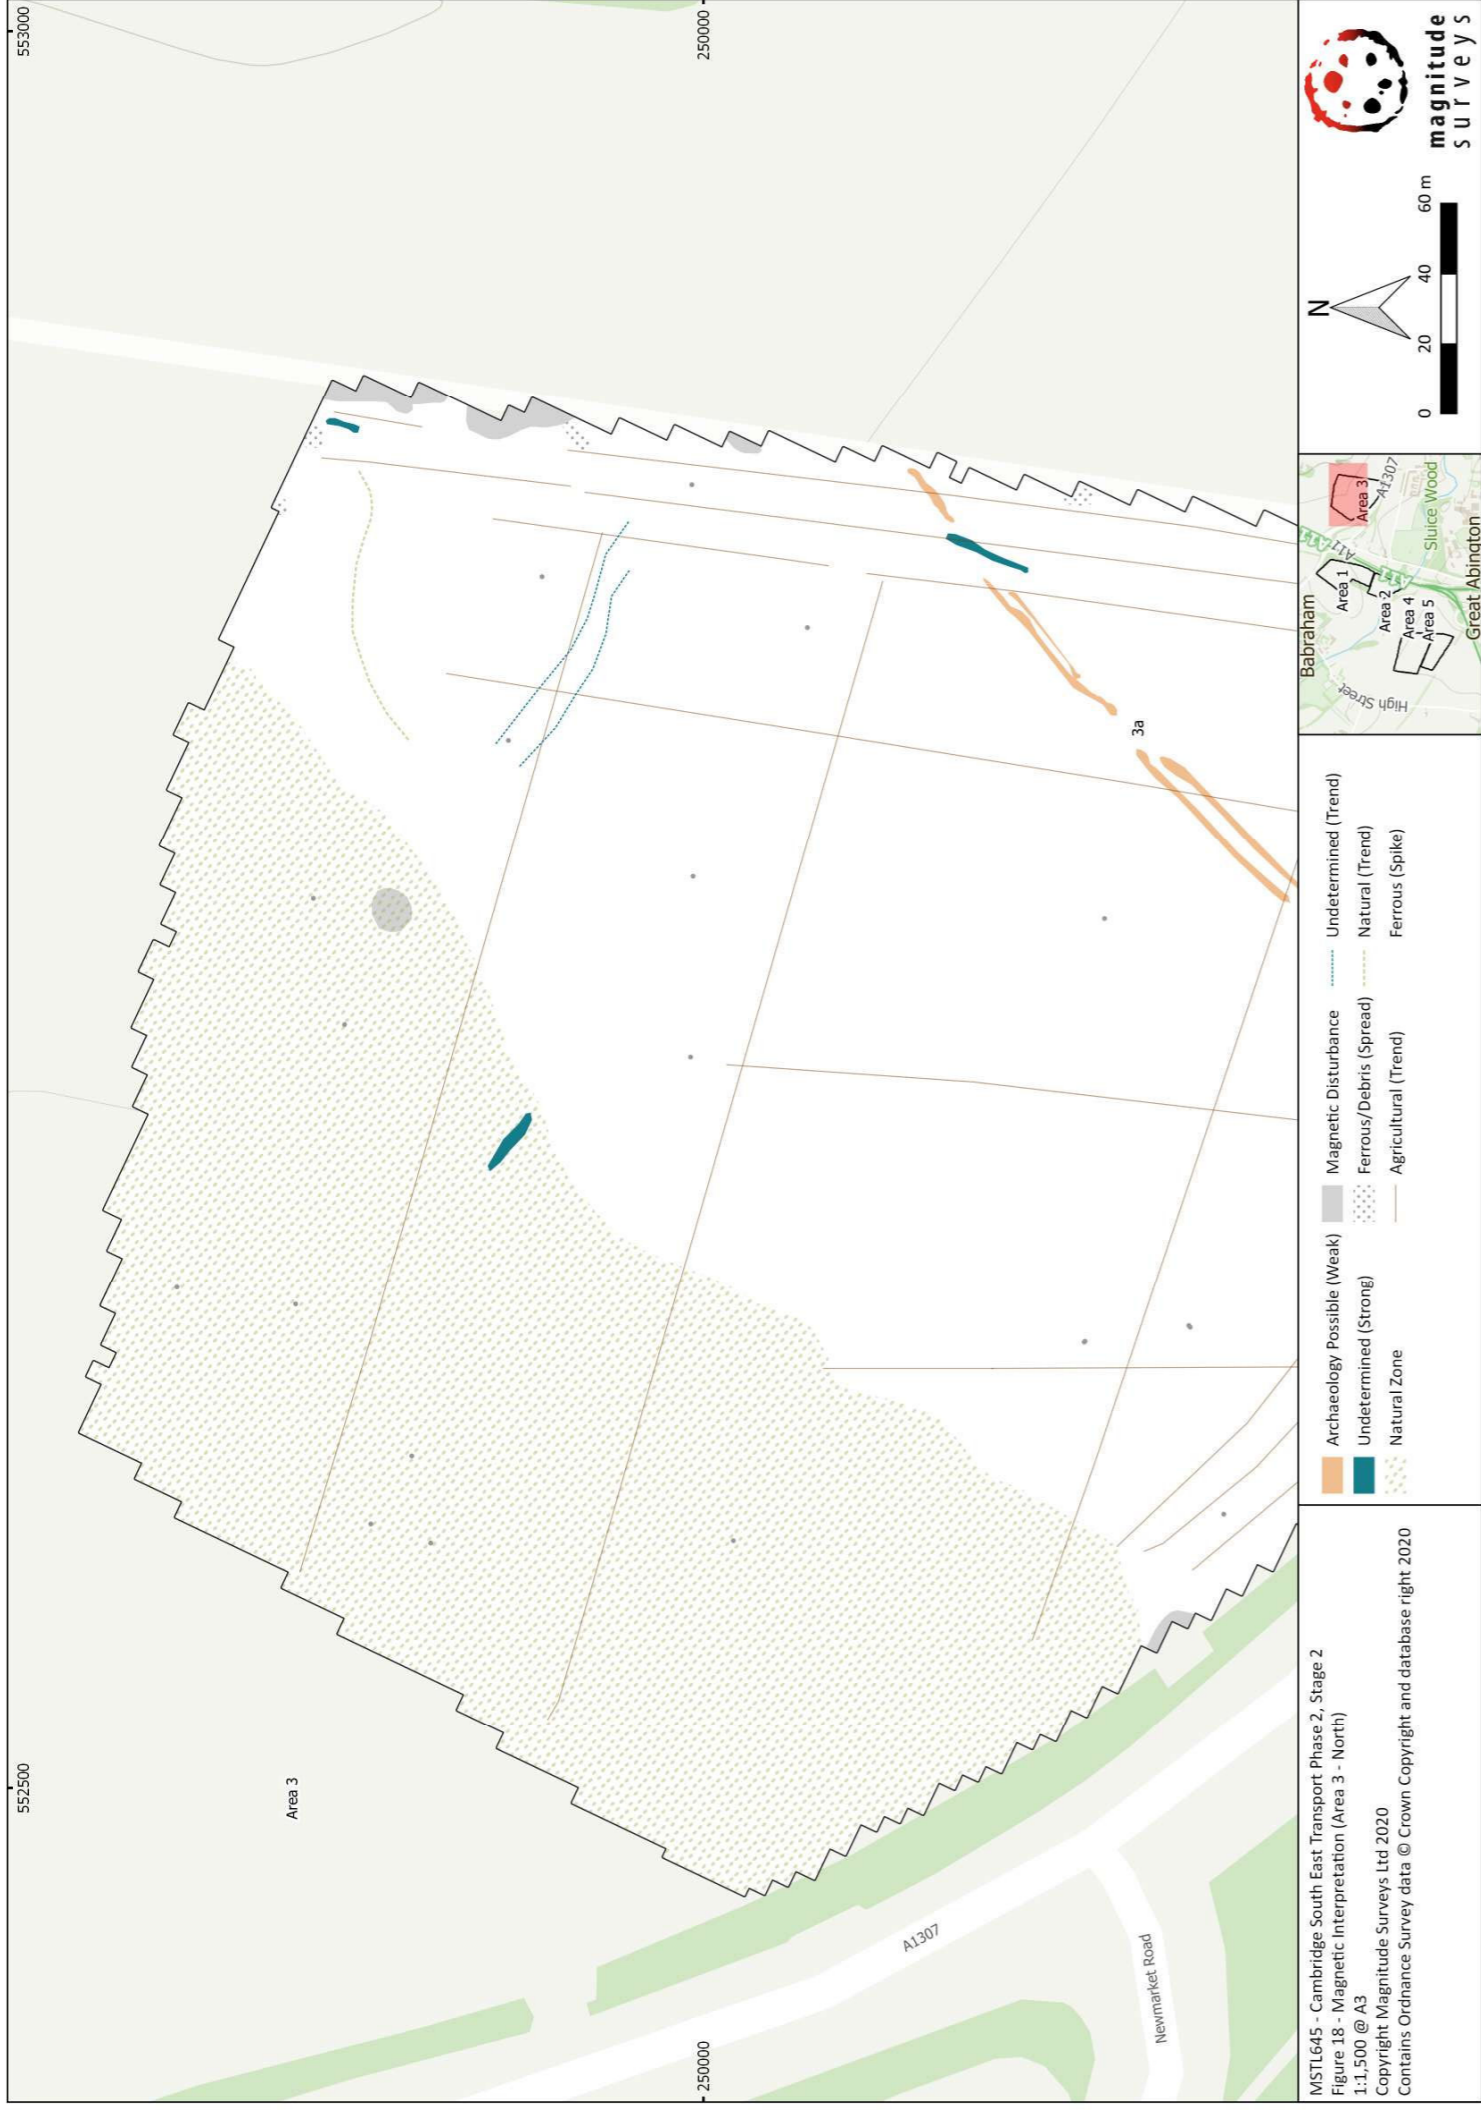 552500
553000
250000
250000
Area 3
3a
A1307
Newmarket Road
MSTL645 - Cambridge South East Transport Phase 2, Stage 2
Figure 18 - Magnetic Interpretation (Area 3 - North)
1:1,500 @ A3
Copyright Magnitude Surveys Ltd 2020
Contains Ordnance Survey data © Crown Copyright and database right 2020
Archaeology Possible (Weak)
Undetermined (Strong)
Natural Zone
Magnetic Disturbance
Ferrous/Debris (Spread)
Agricultural (Trend)
Undetermined (Trend)
Natural (Trend)
Ferrous (Spike)
Babraham
High Street
Area 1
Area 2
Area 4
Area 5
Area 3
A11
A11
A11
A1307
Sluice Wood
Great Abington
N
0 20 40 60 m
magnitude
surveys